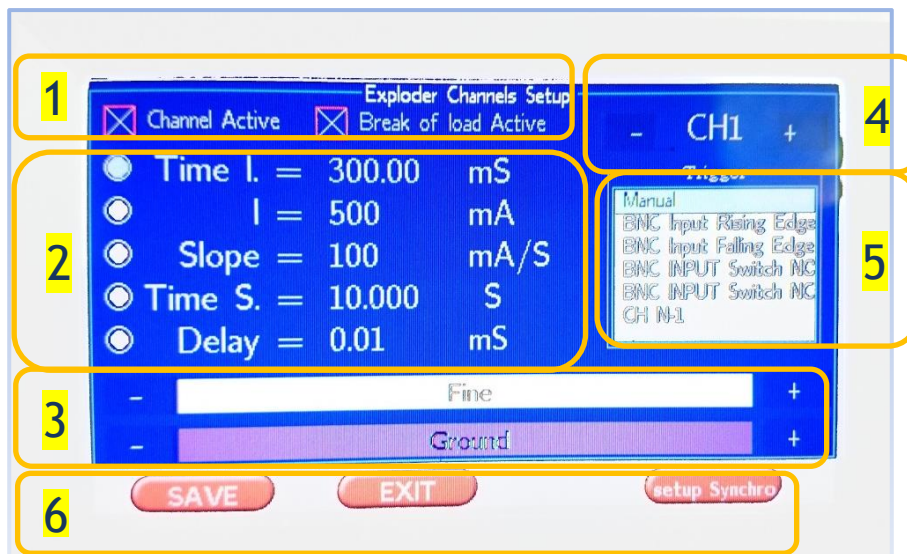 1
Exploder Channels Setup
Channel Active
Break of load Active
4
- CH1 +
2
Time I. = 300.00 mS
I = 500 mA
Slope = 100 mA/S
Time S. = 10.000 S
Delay = 0.01 mS
Trigger
5
Manual
BNC Input Rising Edge
BNC Input Falling Edge
BNC INPUT Switch NC
BNC INPUT Switch NC
CH N-1
3
- Fine +
- Ground +
6
SAVE
EXIT
setup Synchro